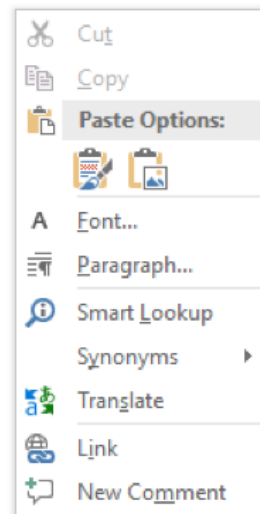 Cut
Copy
Paste Options:
A Font...
Paragraph...
Smart Lookup
Synonyms
Translate
Link
New Comment